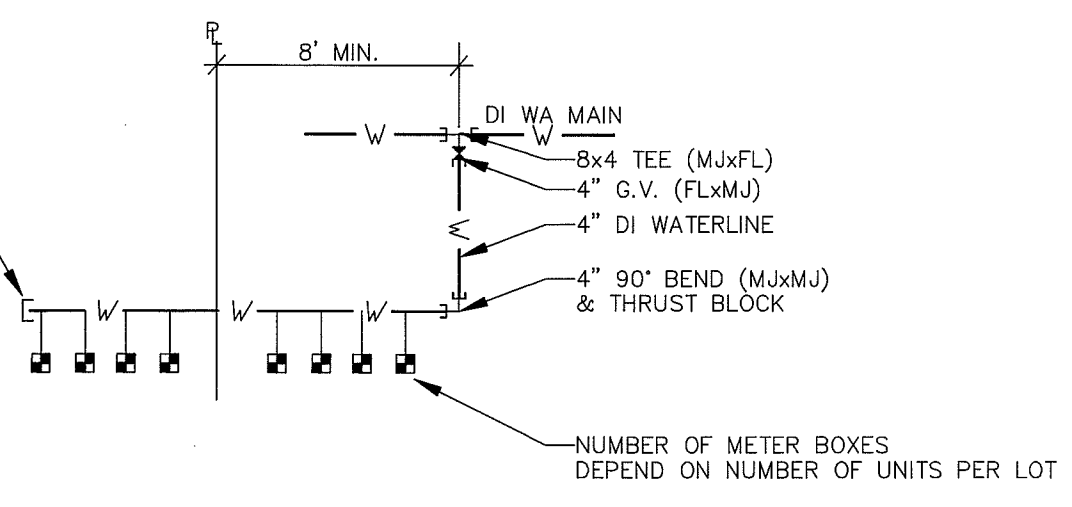 PL
8' MIN.
DI WA MAIN
W
W
8x4 TEE (MJxFL)
4" G.V. (FLxMJ)
W
4" DI WATERLINE
4" 90° BEND (MJxMJ)
& THRUST BLOCK
W
W
W
NUMBER OF METER BOXES
DEPEND ON NUMBER OF UNITS PER LOT